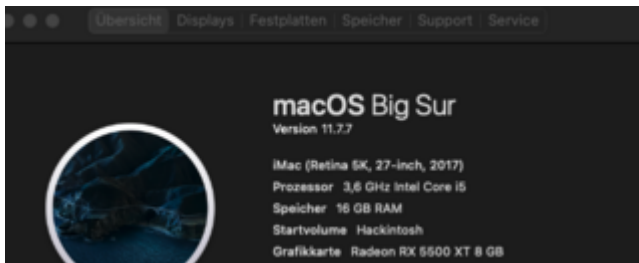 Übersicht Displays Festplatten Speicher Support Service
macOS Big Sur
Version 11.7.7
iMac (Retina 5K, 27-inch, 2017)
Prozessor 3,6 GHz Intel Core i5
Speicher 16 GB RAM
Startvolume Hackintosh
Grafikkarte Radeon RX 5500 XT 8 GB